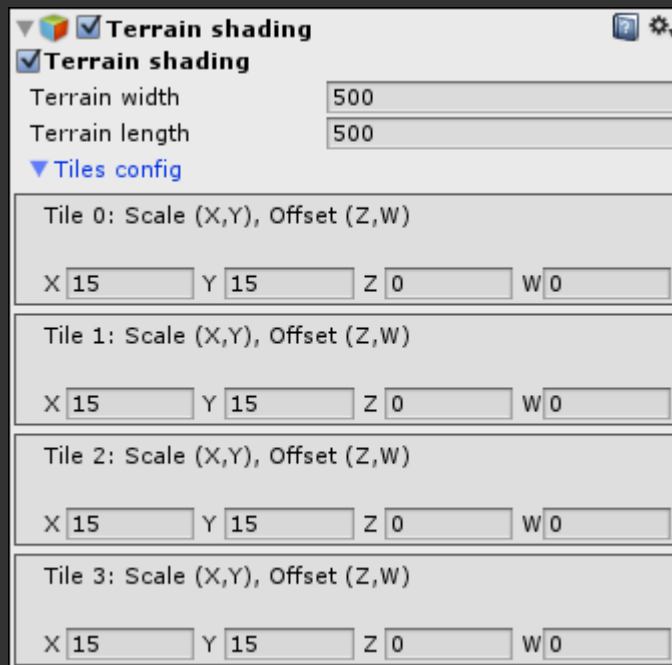 Terrain shading
Terrain shading
Terrain width 500
Terrain length 500
Tiles config
Tile 0: Scale (X,Y), Offset (Z,W)
X 15 Y 15 Z 0 W 0
Tile 1: Scale (X,Y), Offset (Z,W)
X 15 Y 15 Z 0 W 0
Tile 2: Scale (X,Y), Offset (Z,W)
X 15 Y 15 Z 0 W 0
Tile 3: Scale (X,Y), Offset (Z,W)
X 15 Y 15 Z 0 W 0